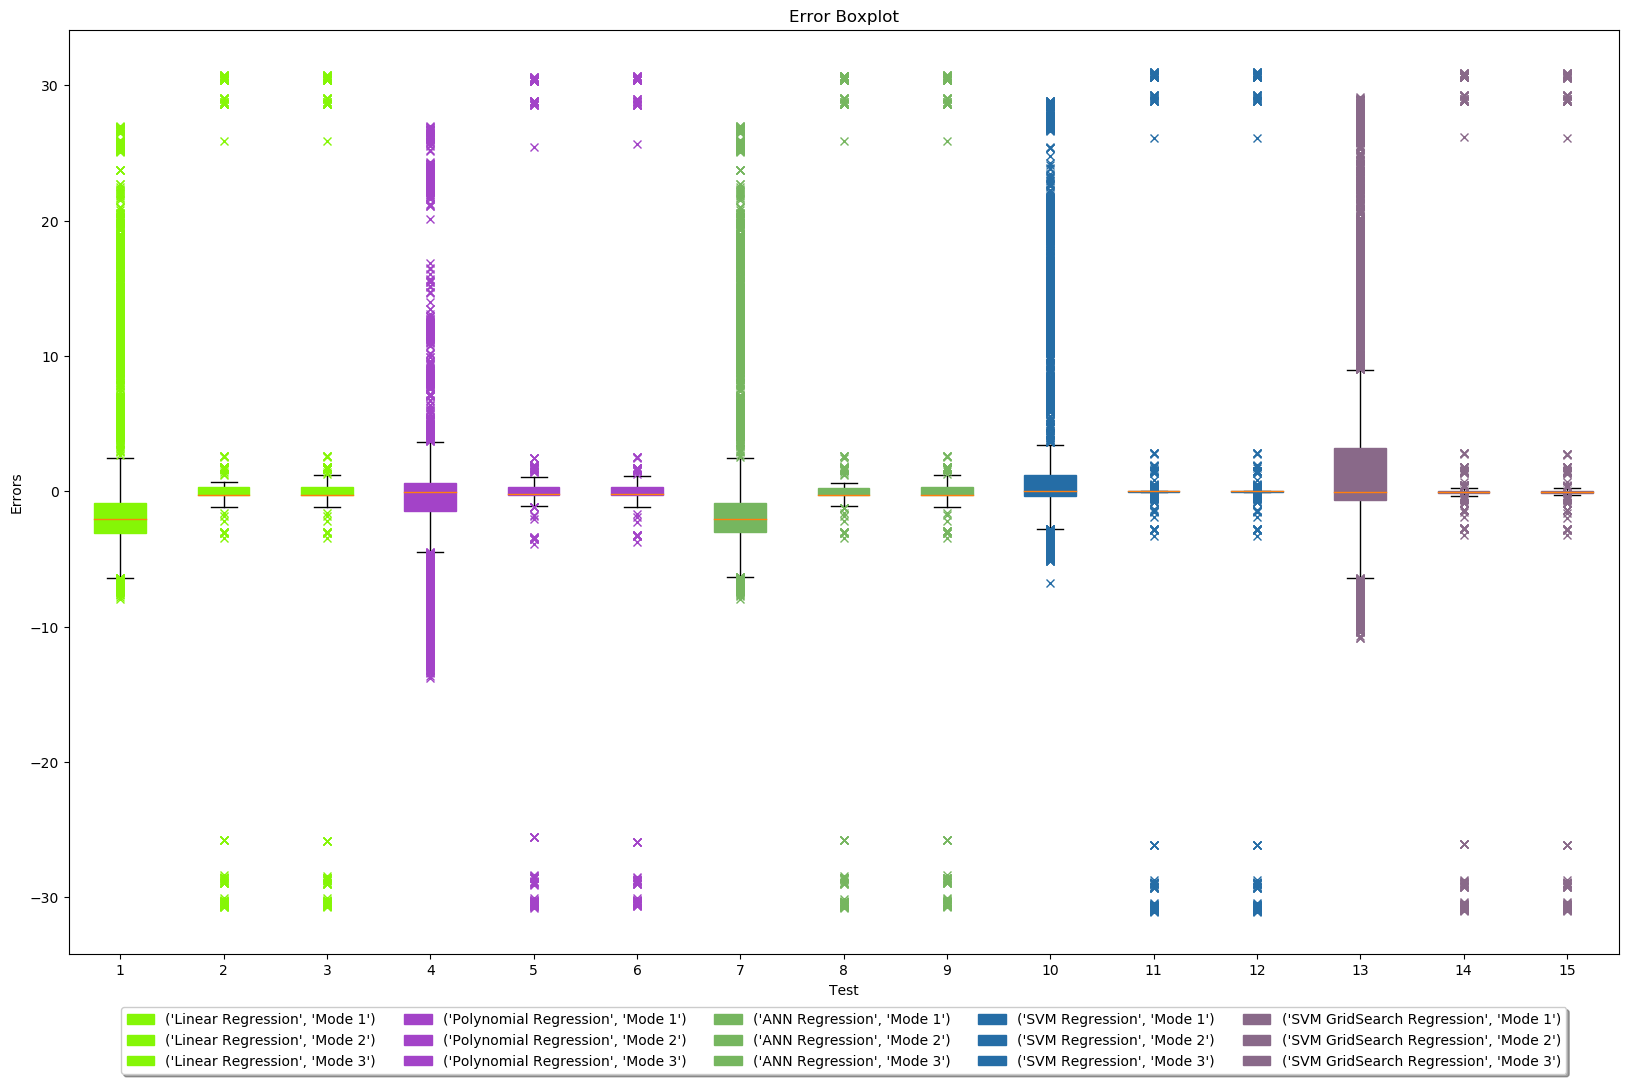 Error Boxplot
30
20
10
0
−10
−20
−30
Errors
1 2 3 4 5 6 7 8 9 10 11 12 13 14 15
Test
('Linear Regression', 'Mode 1') ('Polynomial Regression', 'Mode 1') ('ANN Regression', 'Mode 1') ('SVM Regression', 'Mode 1') ('SVM GridSearch Regression', 'Mode 1')
('Linear Regression', 'Mode 2') ('Polynomial Regression', 'Mode 2') ('ANN Regression', 'Mode 2') ('SVM Regression', 'Mode 2') ('SVM GridSearch Regression', 'Mode 2')
('Linear Regression', 'Mode 3') ('Polynomial Regression', 'Mode 3') ('ANN Regression', 'Mode 3') ('SVM Regression', 'Mode 3') ('SVM GridSearch Regression', 'Mode 3')